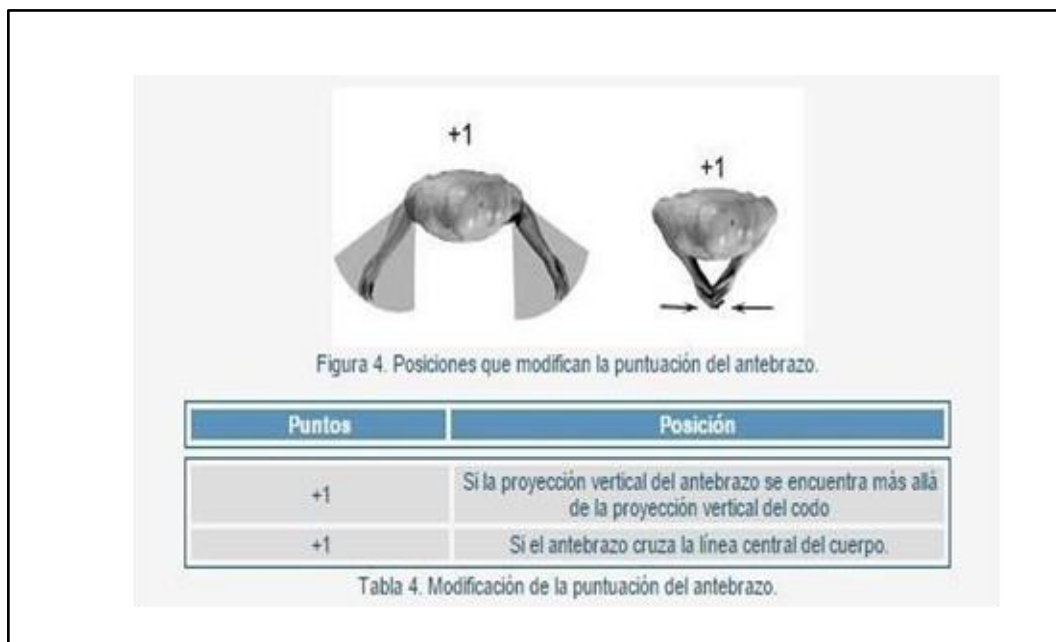 +1
+1
Figura 4. Posiciones que modifican la puntuación del antebrazo.
Puntos
Posición
+1
Si la proyección vertical del antebrazo se encuentra más allá
de la proyección vertical del codo
+1
Si el antebrazo cruza la línea central del cuerpo.
Tabla 4. Modificación de la puntuación del antebrazo.